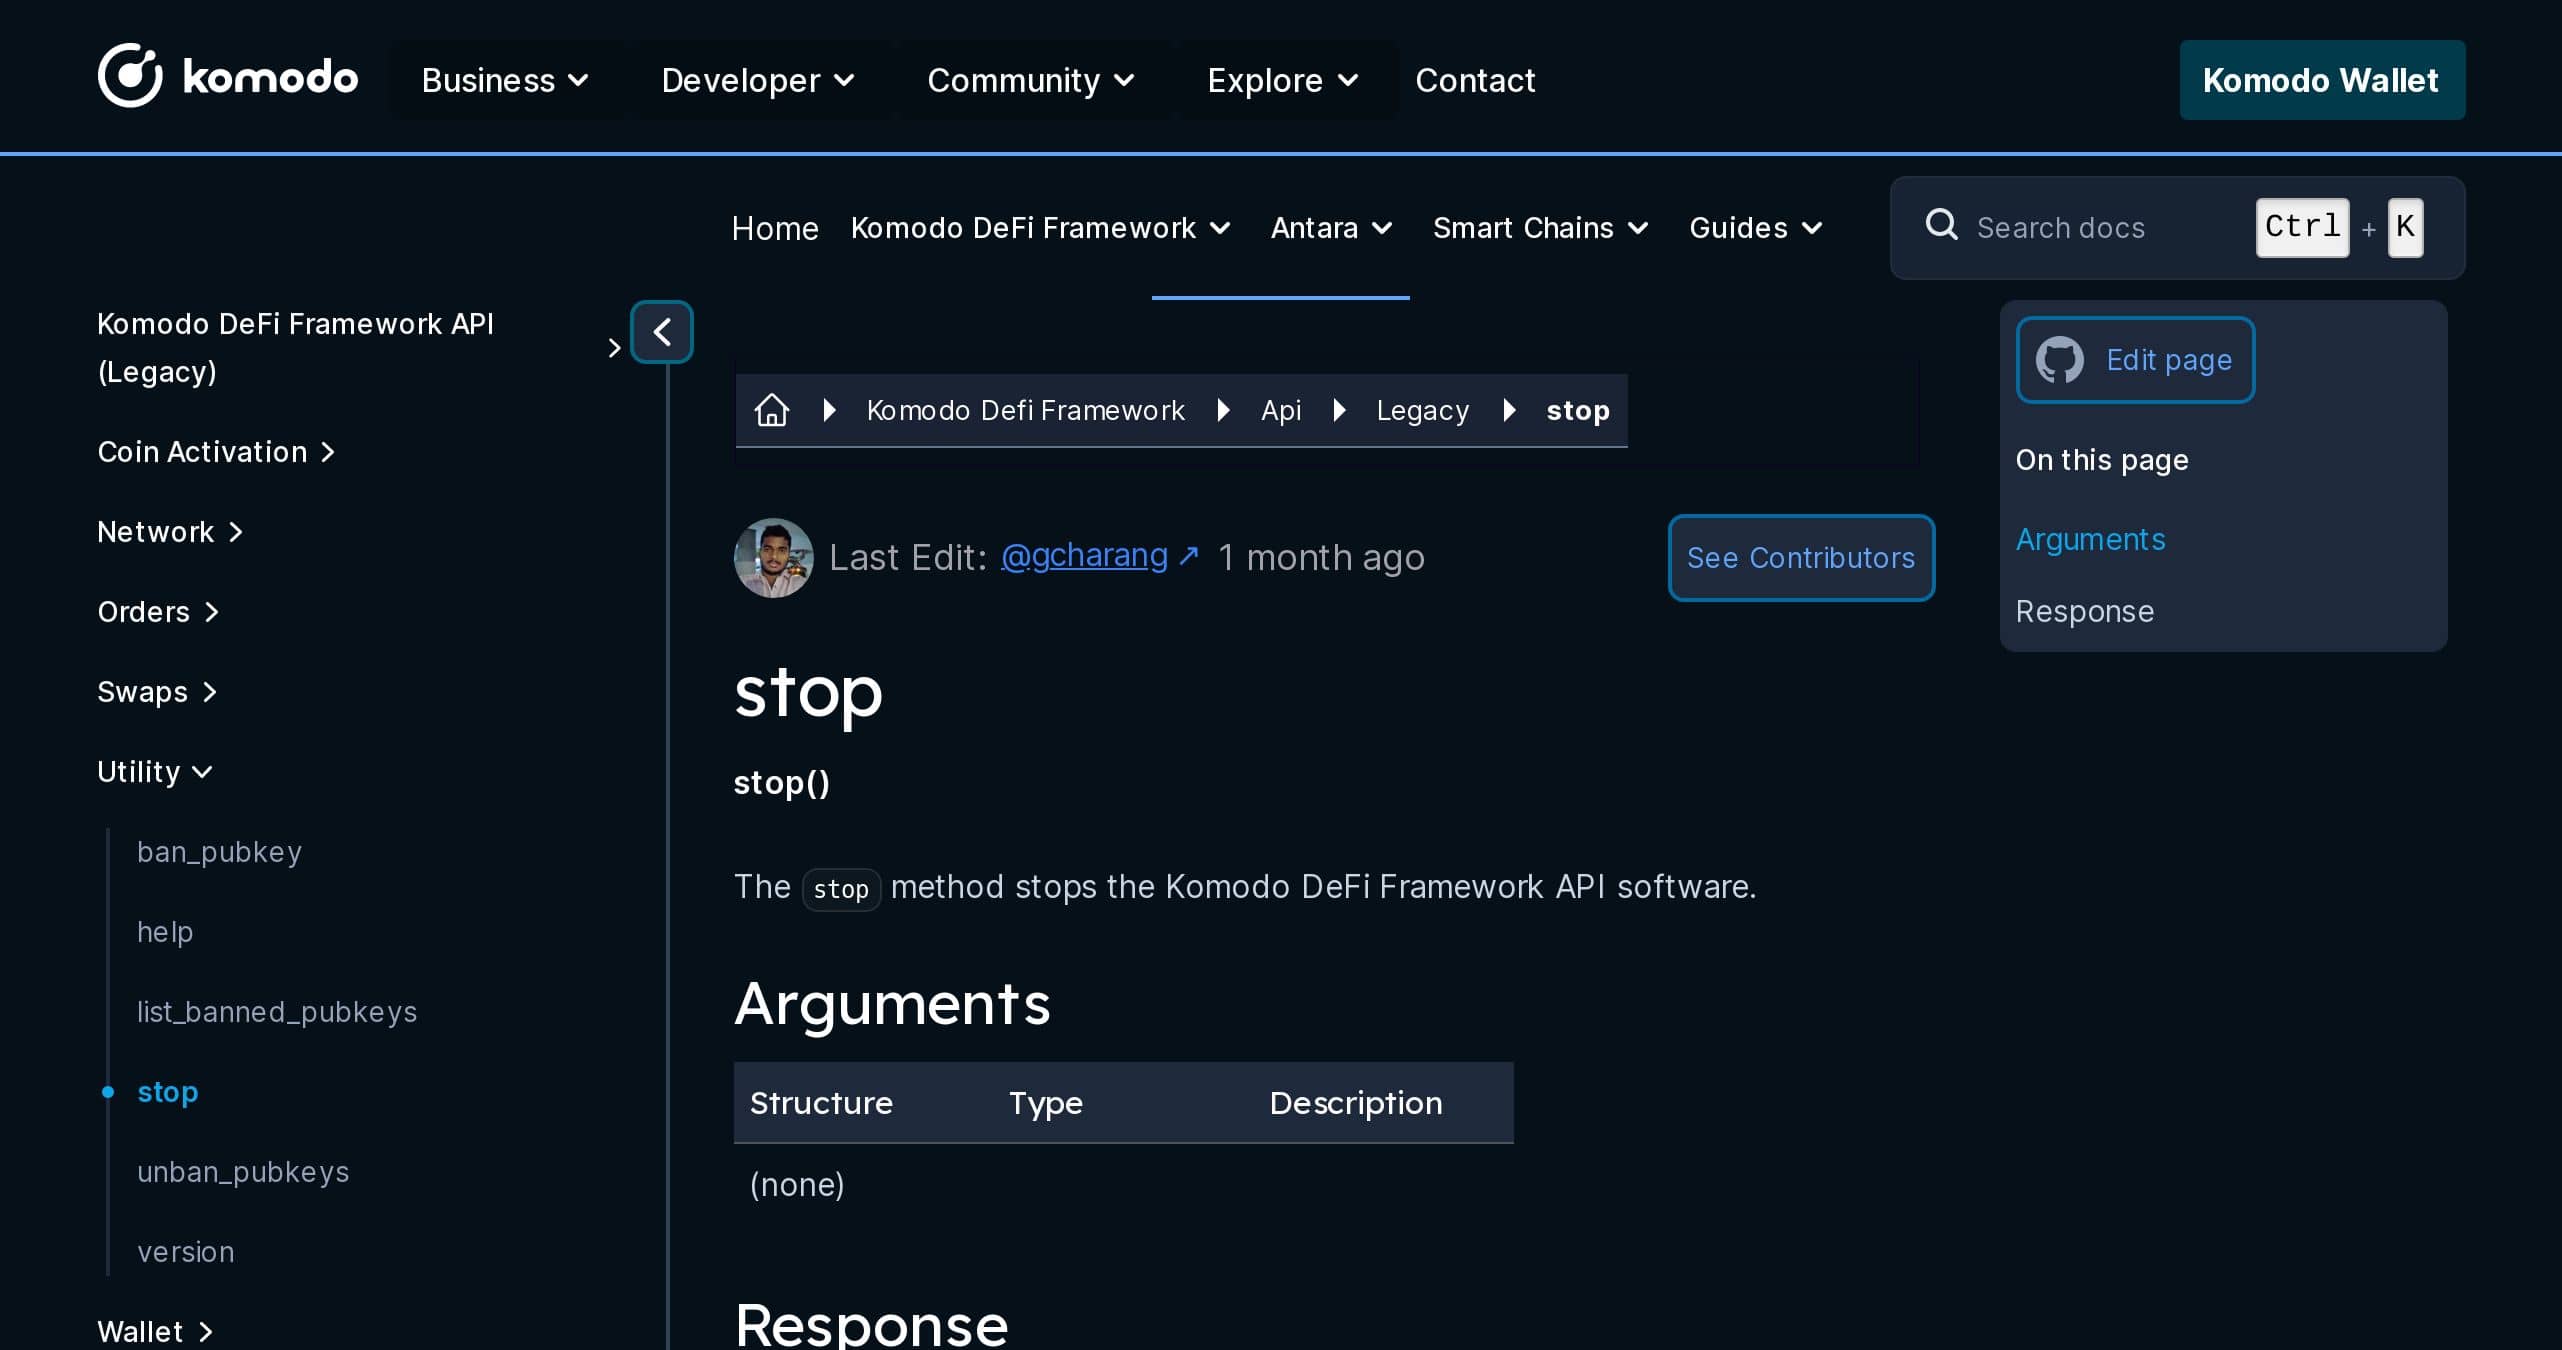 komodo Business Developer Community Explore Contact Komodo Wallet
Home Komodo DeFi Framework Antara Smart Chains Guides Search docs Ctrl + K
Komodo DeFi Framework API
(Legacy)
Coin Activation
Network
Orders
Swaps
Utility
ban_pubkey
help
list_banned_pubkeys
stop
unban_pubkeys
version
Wallet
Komodo Defi Framework Api Legacy stop
Last Edit: @gcharang ↗ 1 month ago See Contributors
stop
stop()
The stop method stops the Komodo DeFi Framework API software.
Arguments
Structure Type Description
(none)
Response
Edit page
On this page
Arguments
Response